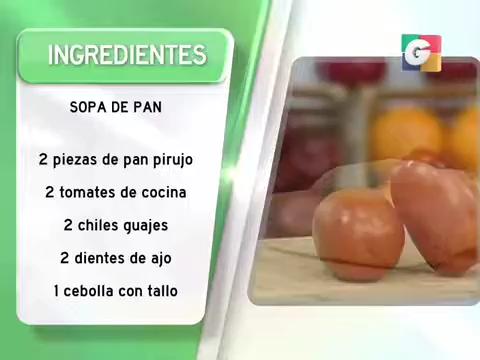 INGREDIENTES
G
SOPA DE PAN
2 piezas de pan pirujo
2 tomates de cocina
2 chiles guajes
2 dientes de ajo
1 cebolla con tallo